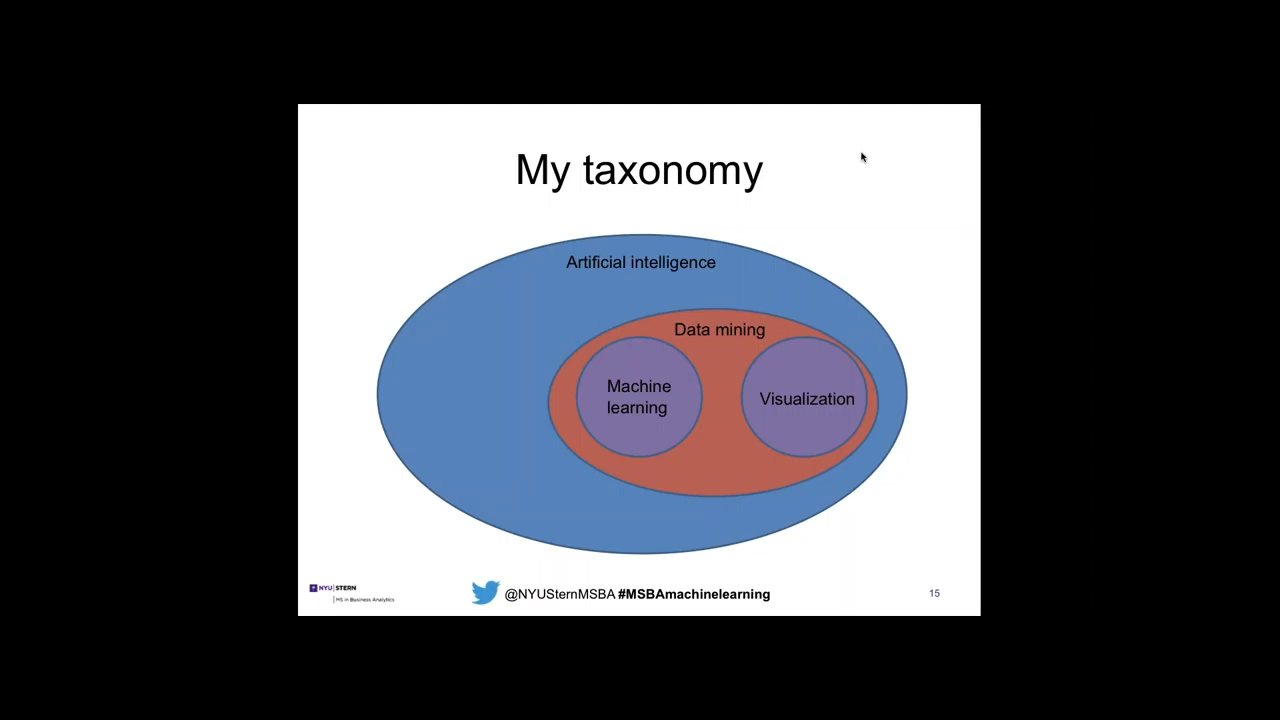 My taxonomy
Artificial intelligence
Data mining
Machine
learning
Visualization
NYU STERN
MS in Business Analytics
@NYUSternMSBA #MSBAmachinelearning
15